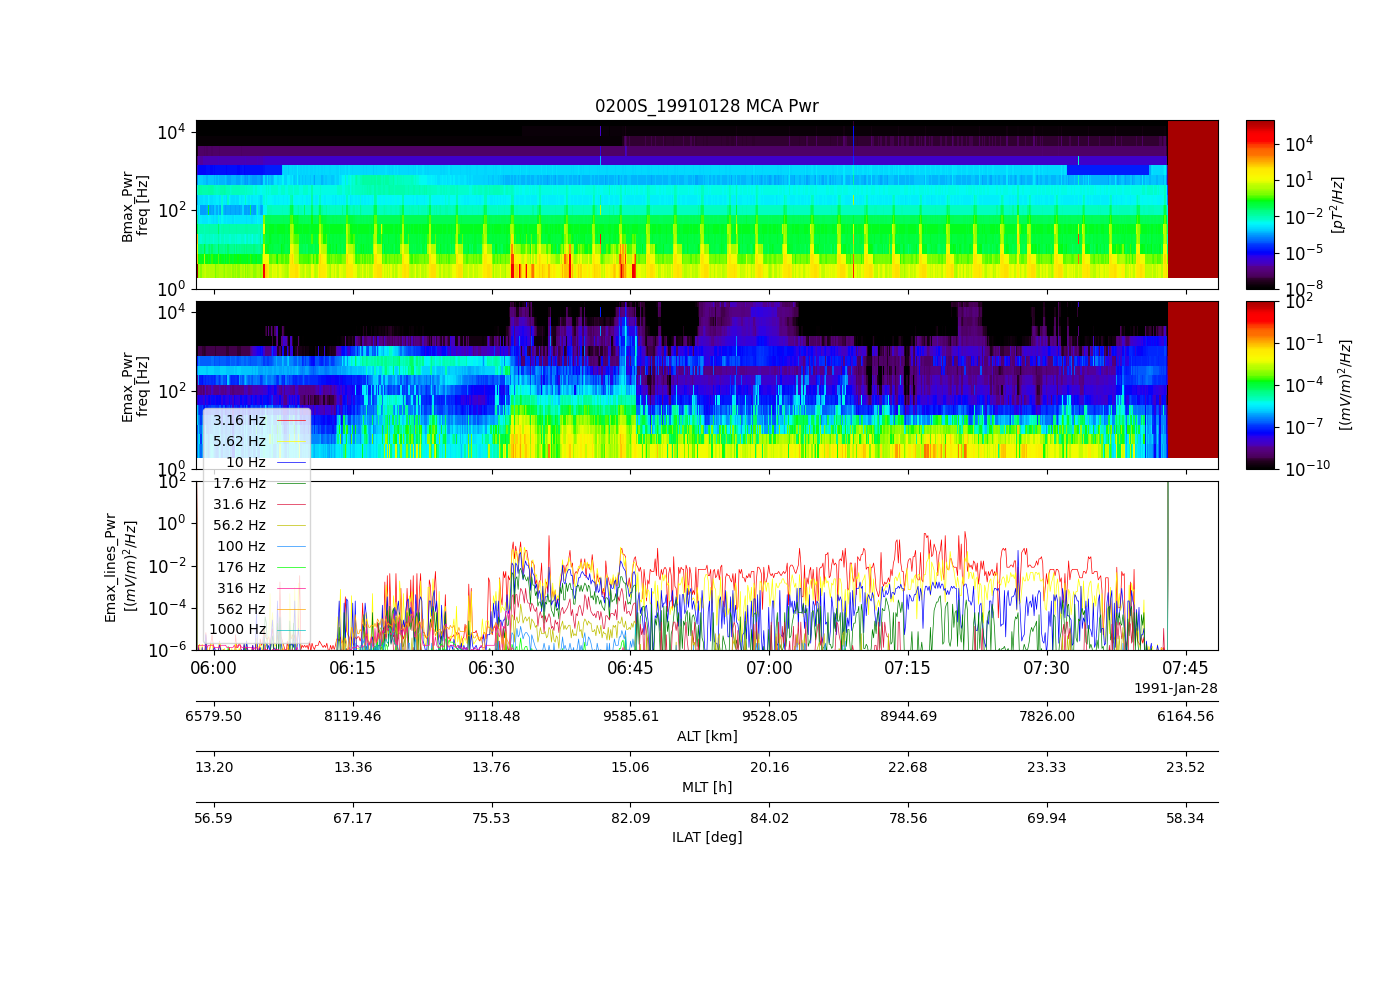 0200S_19910128 MCA Pwr
10^4
10^2
10^0
Bmax_Pwr
freq [Hz]
10^4
10^1
10^-2
10^-5
10^-8
[pT^2/Hz]
10^4
10^2
10^0
Emax_Pwr
freq [Hz]
10^2
10^-1
10^-4
10^-7
10^-10
[(mV/m)^2/Hz]
3.16 Hz
5.62 Hz
10 Hz
17.6 Hz
31.6 Hz
56.2 Hz
100 Hz
176 Hz
316 Hz
562 Hz
1000 Hz
10^2
10^0
10^-2
10^-4
10^-6
Emax_lines_Pwr
[(mV/m)^2/Hz]
06:00 06:15 06:30 06:45 07:00 07:15 07:30 07:45
1991-Jan-28
6579.50 8119.46 9118.48 9585.61 9528.05 8944.69 7826.00 6164.56
ALT [km]
13.20 13.36 13.76 15.06 20.16 22.68 23.33 23.52
MLT [h]
56.59 67.17 75.53 82.09 84.02 78.56 69.94 58.34
ILAT [deg]